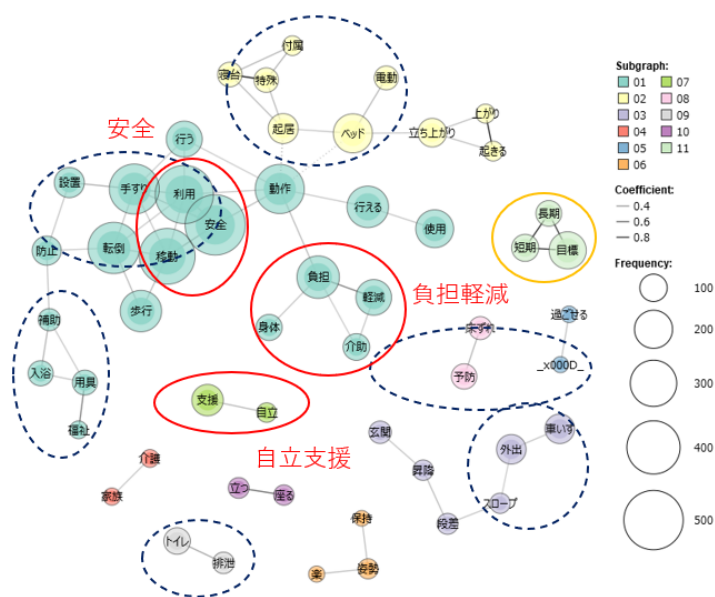 付属
寝台
特殊
電動
起居
ベッド
立ち上がり
上がり
起きる
安全
行う
設置
手すり
利用
動作
安全
行える
使用
転倒
移動
防止
歩行
長期
短期
目標
負担
軽減
身体
介助
負担軽減
補助
入浴
用具
福祉
床ずれ
予防
過ごせる
_x000D_
支援
自立
自立支援
玄関
昇降
段差
スロープ
外出
車いす
介護
家族
立つ
座る
トイレ
排泄
保持
楽
姿勢
Subgraph:
01 07
02 08
03 09
04 10
05 11
06
Coefficient:
0.4
0.6
0.8
Frequency:
100
200
300
400
500